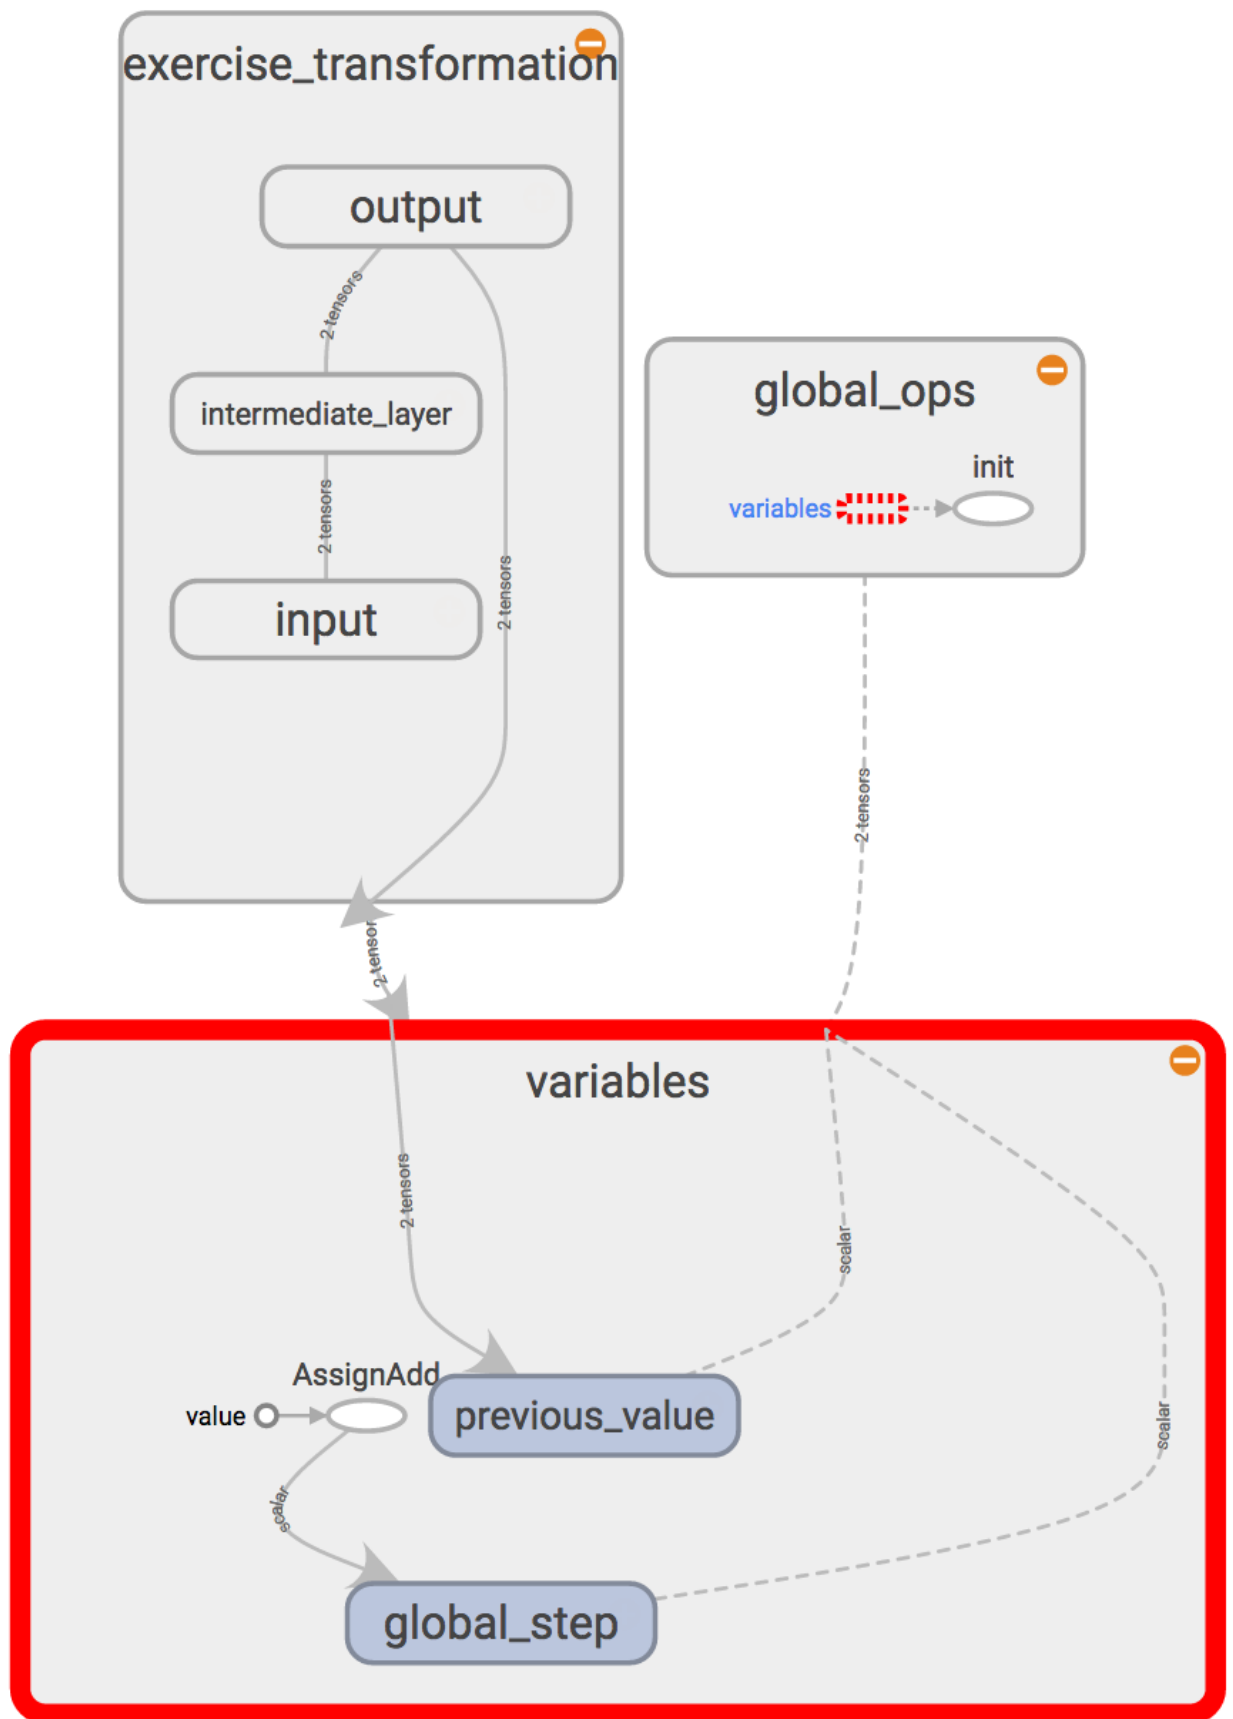 exercise_transformation
output
2 tensors
intermediate_layer
2 tensors
input
2 tensors
global_ops
init
variables
2 tensors
2 tensor
variables
2 tensors
scalar
AssignAdd
value
previous_value
scalar
scalar
global_step